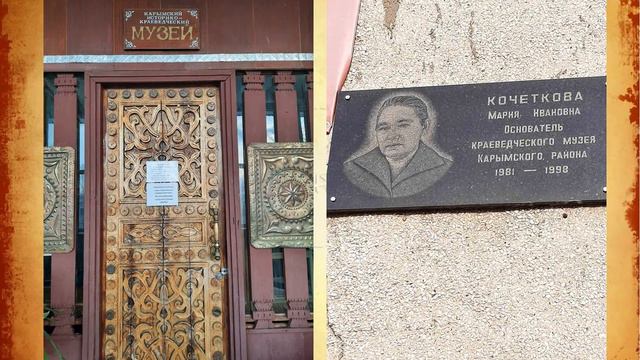 КАРЫМСКИЙ
ИСТОРИКО-
КРАЕВЕДЧЕСКИЙ
МУЗЕЙ
КОЧЕТКОВА
МАРИЯ ИВАНОВНА
ОСНОВАТЕЛЬ
КРАЕВЕДЧЕСКОГО МУЗЕЯ
КАРЫМСКОГО РАЙОНА
1981 — 1998